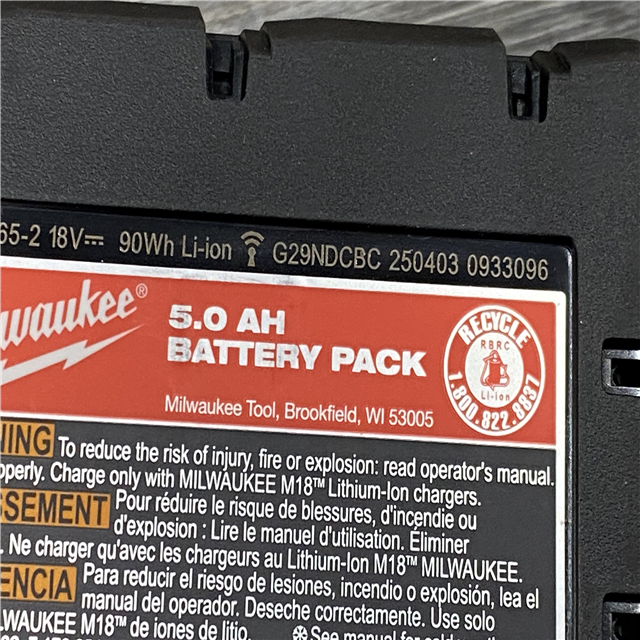 65-2 18V⎓ 90Wh Li-ion G29NDCBC 250403 0933096
waukee®
5.0 AH
BATTERY PACK
Milwaukee Tool, Brookfield, WI 53005
RECYCLE
RBRC
Li-Ion
1.800.822.8837
NING To reduce the risk of injury, fire or explosion: read operator's manual.
operly. Charge only with MILWAUKEE M18™ Lithium-Ion chargers.
SSEMENT Pour réduire le risque de blessures, d'incendie ou
d'explosion : Lire le manuel d'utilisation. Éliminer
. Ne charger qu'avec les chargeurs au Lithium-Ion M18™ MILWAUKEE.
ENCIA Para reducir el riesgo de lesiones, incendio o explosión, lea el
manual del operador. Deseche correctamente. Use solo
LWAUKEE M18™ de iones de litio. ❄See manual for cold